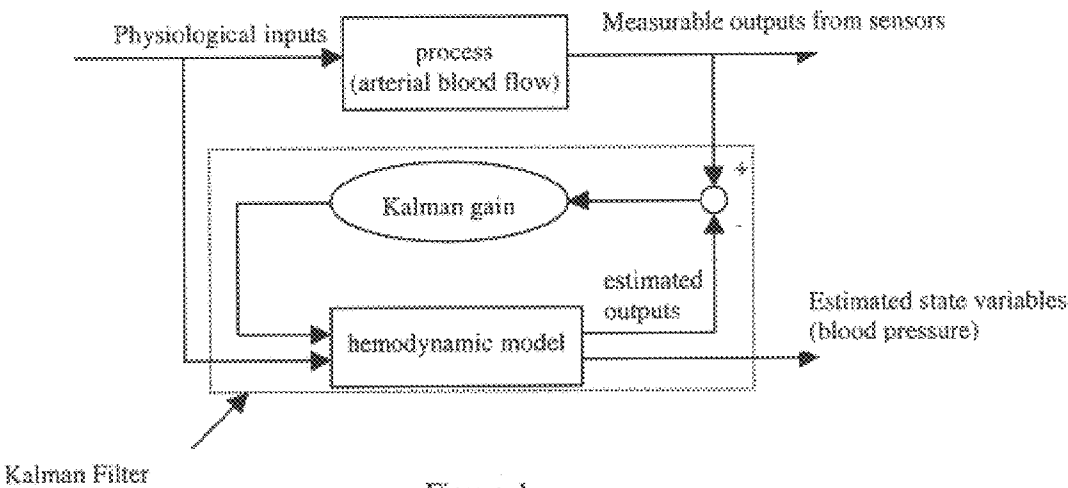 Physiological inputs
Measurable outputs from sensors
process
(arterial blood flow)
+
Kalman gain
-
estimated
outputs
Estimated state variables
(blood pressure)
hemodynamic model
Kalman Filter